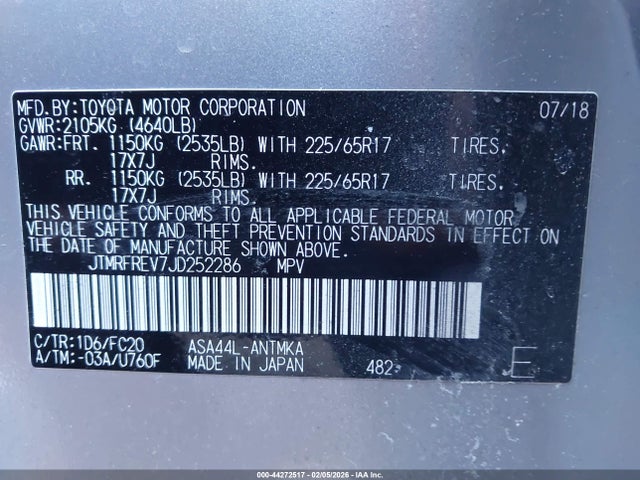 MFD.BY:TOYOTA MOTOR CORPORATION 07/18
GVWR:2105KG (4640LB)
GAWR:FRT. 1150KG (2535LB) WITH 225/65R17 TIRES.
17X7J RIMS.
RR. 1150KG (2535LB) WITH 225/65R17 TIRES.
17X7J RIMS.
THIS VEHICLE CONFORMS TO ALL APPLICABLE FEDERAL MOTOR
VEHICLE SAFETY AND THEFT PREVENTION STANDARDS IN EFFECT ON
THE DATE OF MANUFACTURE SHOWN ABOVE.
JTMRFREV7JD252286 MPV
C/TR:1D6/FC20 ASA44L-ANTMKA
A/TM:-03A/U760F MADE IN JAPAN 482 E
000-44272517 | 02/05/2026 - IAA Inc.